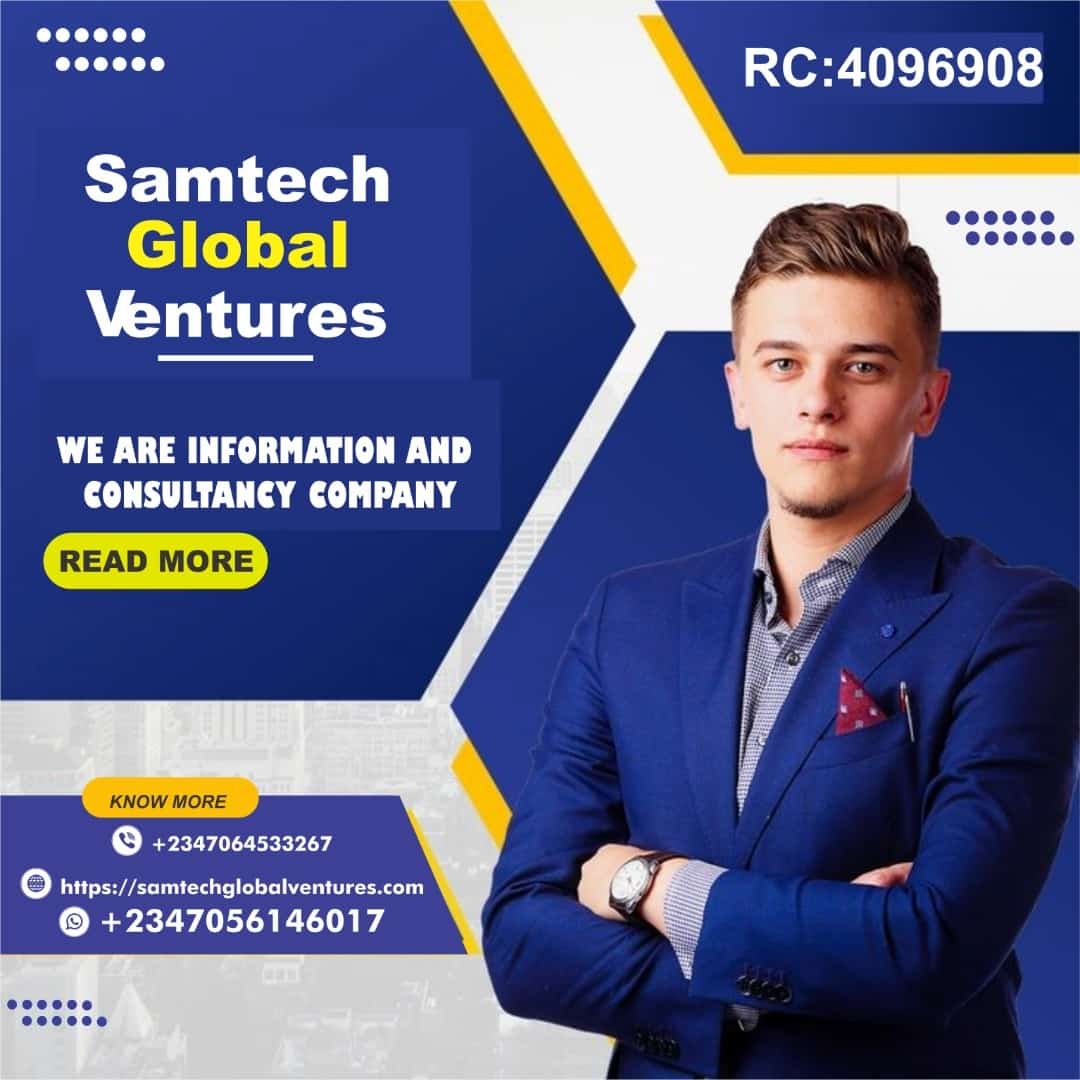 RC:4096908
Samtech
Global
Ventures
WE ARE INFORMATION AND
CONSULTANCY COMPANY
READ MORE
KNOW MORE
+2347064533267
https://samtechglobalventures.com
+2347056146017